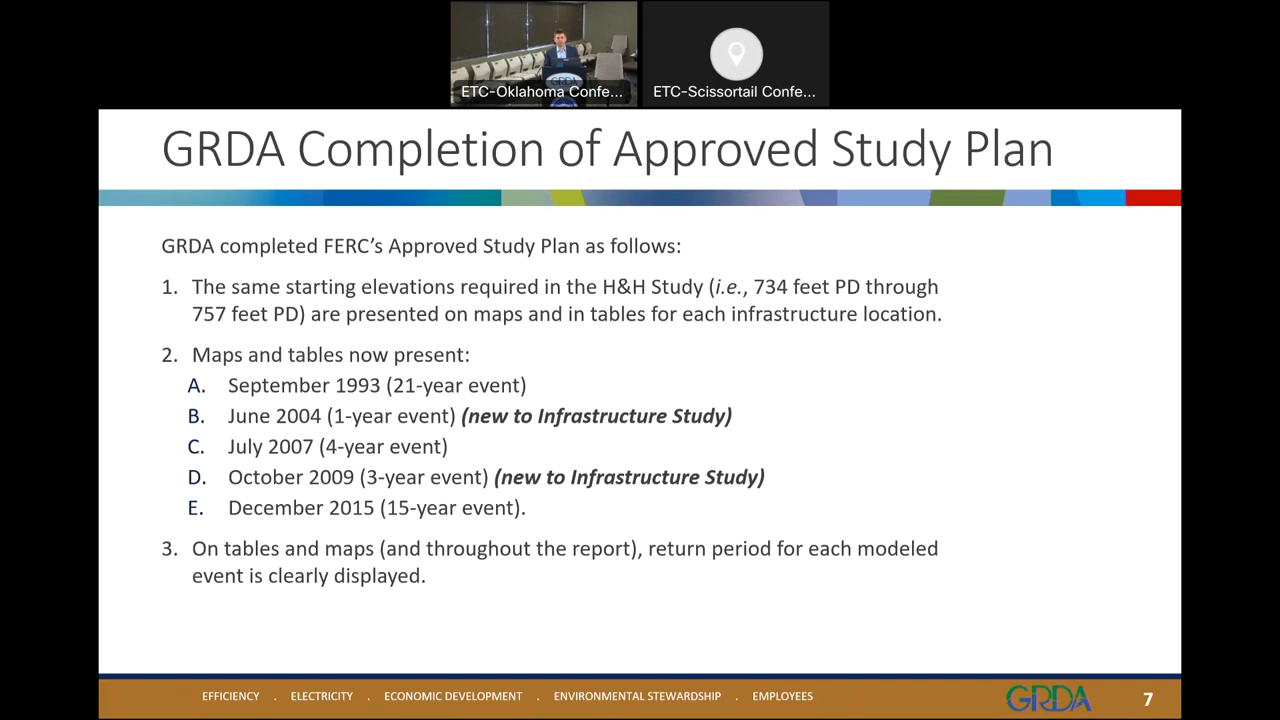 ETC-Oklahoma Confe...
ETC-Scissortail Confe...
GRDA
GRDA Completion of Approved Study Plan
GRDA completed FERC's Approved Study Plan as follows:
1. The same starting elevations required in the H&H Study (i.e., 734 feet PD through
757 feet PD) are presented on maps and in tables for each infrastructure location.
2. Maps and tables now present:
A. September 1993 (21-year event)
B. June 2004 (1-year event) (new to Infrastructure Study)
C. July 2007 (4-year event)
D. October 2009 (3-year event) (new to Infrastructure Study)
E. December 2015 (15-year event).
3. On tables and maps (and throughout the report), return period for each modeled
event is clearly displayed.
EFFICIENCY . ELECTRICITY . ECONOMIC DEVELOPMENT . ENVIRONMENTAL STEWARDSHIP . EMPLOYEES
GRDA
7